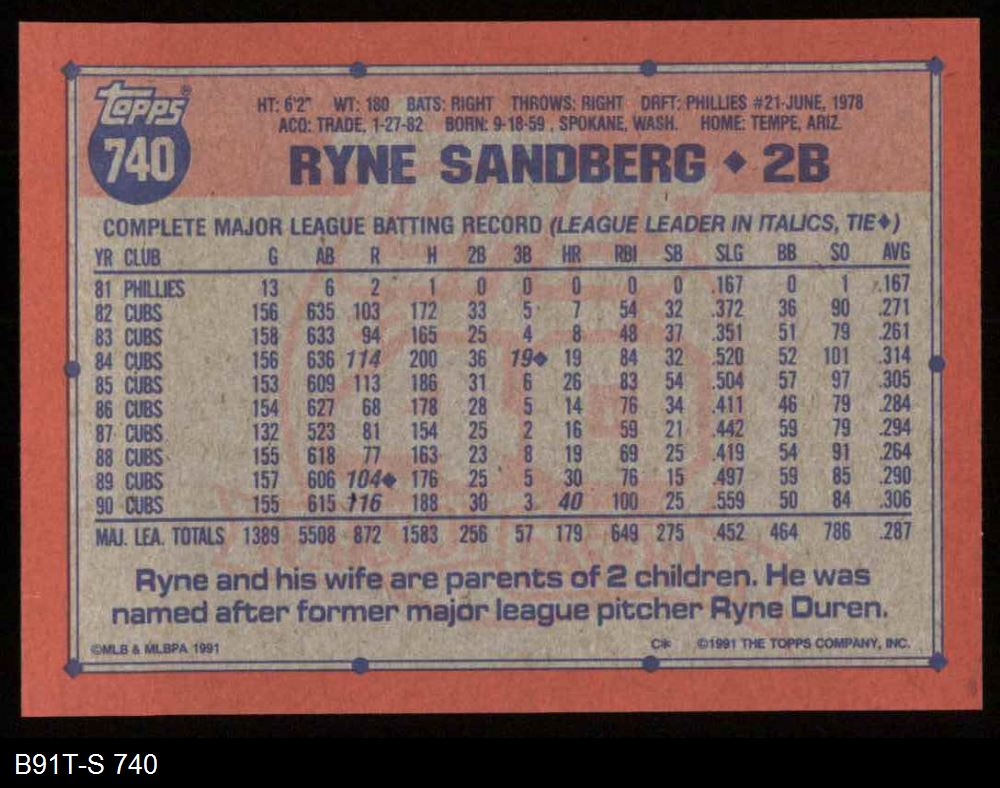 TOPPS®
740
HT: 6'2" WT: 180 BATS: RIGHT THROWS: RIGHT DRFT: PHILLIES #21-JUNE, 1978
ACQ: TRADE, 1-27-82 BORN: 9-18-59, SPOKANE, WASH. HOME: TEMPE, ARIZ.
RYNE SANDBERG ♦ 2B
COMPLETE MAJOR LEAGUE BATTING RECORD (LEAGUE LEADER IN ITALICS, TIE♦)
YR CLUB G AB R H 2B 3B HR RBI SB SLG BB SO AVG
81 PHILLIES 13 6 2 1 0 0 0 0 0 .167 0 1 .167
82 CUBS 156 635 103 172 33 5 7 54 32 .372 36 90 .271
83 CUBS 158 633 94 165 25 4 8 48 37 .351 51 79 .261
84 CUBS 156 636 114 200 36 19♦ 19 84 32 .520 52 101 .314
85 CUBS 153 609 113 186 31 6 26 83 54 .504 57 97 .305
86 CUBS 154 627 68 178 28 5 14 76 34 .411 46 79 .284
87 CUBS 132 523 81 154 25 2 16 59 21 .442 59 79 .294
88 CUBS 155 618 77 163 23 8 19 69 25 .419 54 91 .264
89 CUBS 157 606 104♦ 176 25 5 30 76 15 .497 59 85 .290
90 CUBS 155 615 116 188 30 3 40 100 25 .559 50 84 .306
MAJ. LEA. TOTALS 1389 5508 872 1583 256 57 179 649 275 .452 464 786 .287
Ryne and his wife are parents of 2 children. He was
named after former major league pitcher Ryne Duren.
©MLB & MLBPA 1991 C* ©1991 THE TOPPS COMPANY, INC.
B91T-S 740